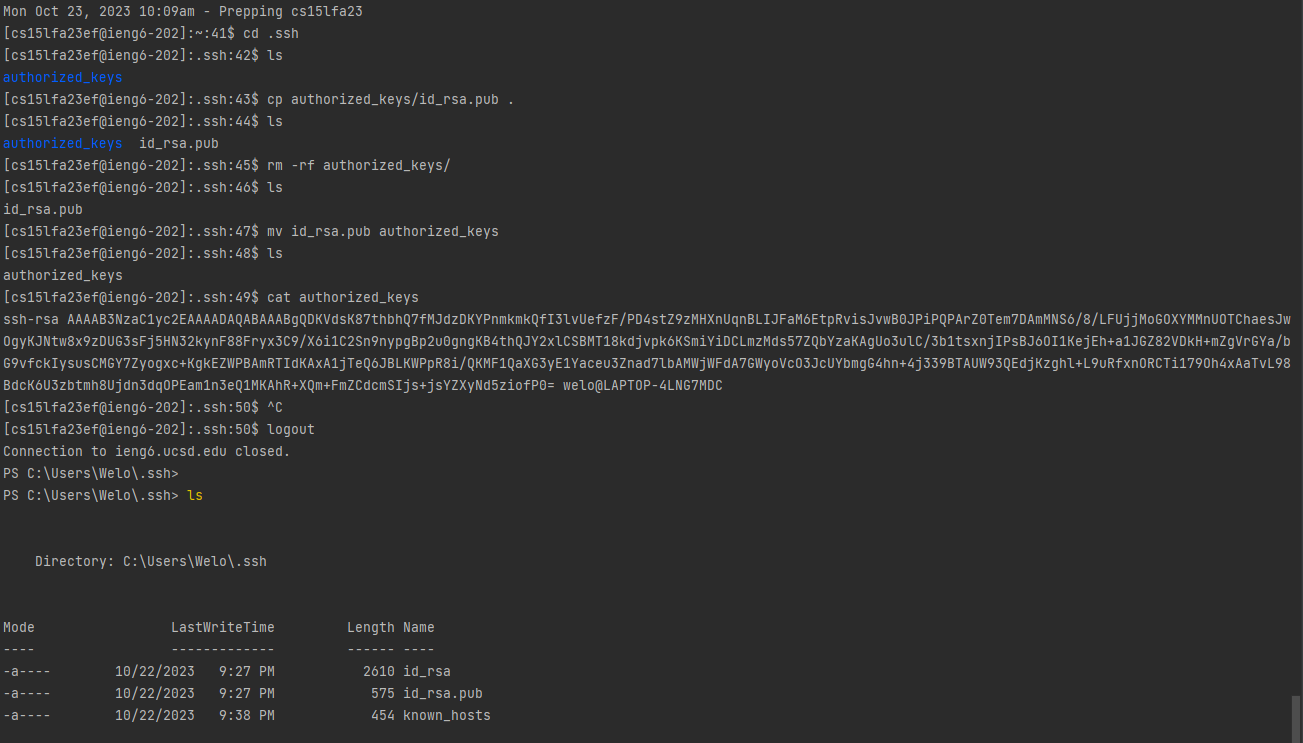 Mon Oct 23, 2023 10:09am - Prepping cs15lfa23
[cs15lfa23ef@ieng6-202]:~:41$ cd .ssh
[cs15lfa23ef@ieng6-202]:.ssh:42$ ls
authorized_keys
[cs15lfa23ef@ieng6-202]:.ssh:43$ cp authorized_keys/id_rsa.pub .
[cs15lfa23ef@ieng6-202]:.ssh:44$ ls
authorized_keys  id_rsa.pub
[cs15lfa23ef@ieng6-202]:.ssh:45$ rm -rf authorized_keys/
[cs15lfa23ef@ieng6-202]:.ssh:46$ ls
id_rsa.pub
[cs15lfa23ef@ieng6-202]:.ssh:47$ mv id_rsa.pub authorized_keys
[cs15lfa23ef@ieng6-202]:.ssh:48$ ls
authorized_keys
[cs15lfa23ef@ieng6-202]:.ssh:49$ cat authorized_keys
ssh-rsa AAAAB3NzaC1yc2EAAAADAQABAAABgQDKVdsK87thbhQ7fMJdzDKYPnmkmkQfI3lvUefzF/PD4stZ9zMHXnUqnBLIJFaM6EtpRvisJvwB0JPiPQPArZ0Tem7DAmMNS6/8/LFUjjMoGOXYMMnUOTChaesJw
OgyKJNtw8x9zDUG3sFj5HN32kynF88Fryx3C9/X6i1C2Sn9nypgBp2u0gngKB4thQJY2xlCSBMT18kdjvpk6KSmiYiDCLmzMds57ZQbYzaKAgUo3ulC/3b1tsxnjIPsBJ6OI1KejEh+a1JGZ82VDkH+mZgVrGYa/b
G9vfckIysusCMGY7Zyogxc+KgkEZWPBAmRTIdKAxA1jTeQ6JBLKWPpR8i/QKMF1QaXG3yE1Yaceu3Znad7lbAMWjWFdA7GWyoVcO3JcUYbmgG4hn+4j339BTAUW93QEdjKzghl+L9uRfxnORCTi179Oh4xAaTvL98
BdcK6U3zbtmh8Ujdn3dqOPEam1n3eQ1MKAhR+XQm+FmZCdcmSIjs+jsYZXyNd5ziofP0= welo@LAPTOP-4LNG7MDC
[cs15lfa23ef@ieng6-202]:.ssh:50$ ^C
[cs15lfa23ef@ieng6-202]:.ssh:50$ logout
Connection to ieng6.ucsd.edu closed.
PS C:\Users\Welo\.ssh>
PS C:\Users\Welo\.ssh> ls
Directory: C:\Users\Welo\.ssh
Mode                 LastWriteTime         Length Name
----                 -------------         ------ ----
-a----        10/22/2023   9:27 PM           2610 id_rsa
-a----        10/22/2023   9:27 PM            575 id_rsa.pub
-a----        10/22/2023   9:38 PM            454 known_hosts